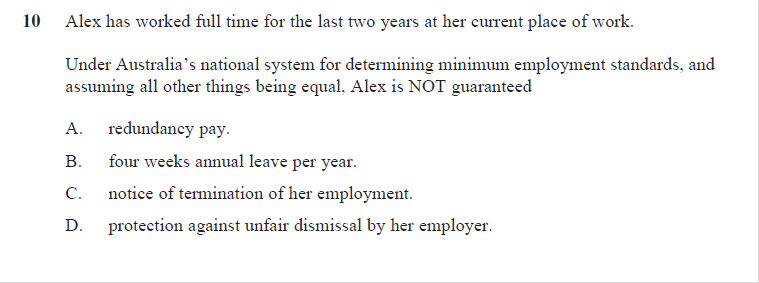 10 Alex has worked full time for the last two years at her current place of work.
Under Australia’s national system for determining minimum employment standards, and
assuming all other things being equal, Alex is NOT guaranteed
A. redundancy pay.
B. four weeks annual leave per year.
C. notice of termination of her employment.
D. protection against unfair dismissal by her employer.